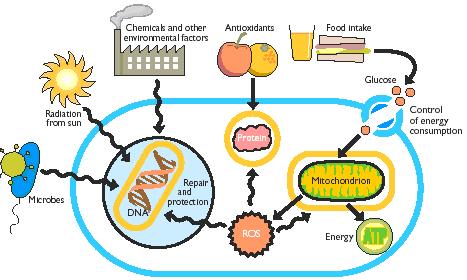 Chemicals and other
environmental factors
Antioxidants
Food intake
Glucose
Control
of energy
consumption
Radiation
from sun
Protein
Microbes
Repair
and
protection
DNA
Mitochondrion
ROS
Energy
ATP